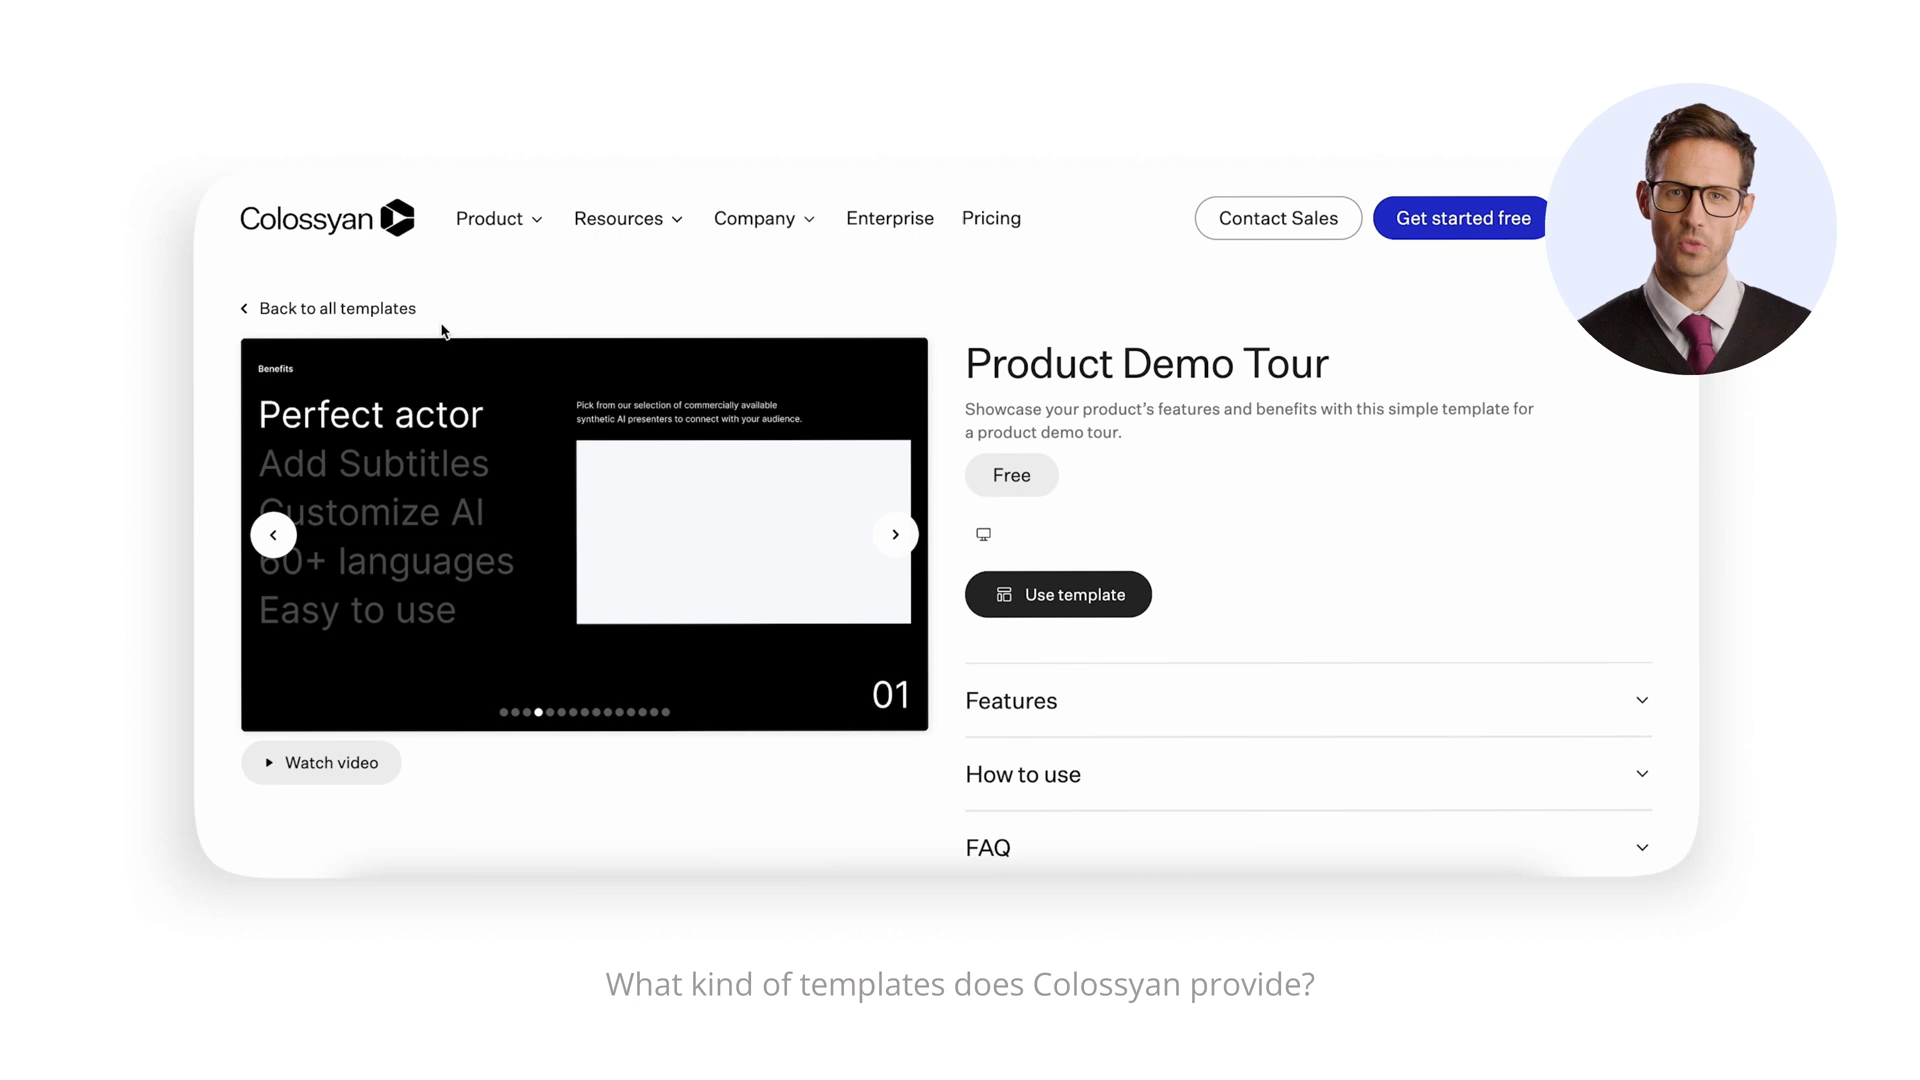 Colossyan
Product
Resources
Company
Enterprise
Pricing
Contact Sales
Get started free
Back to all templates
Benefits
Perfect actor
Add Subtitles
Customize AI
60+ languages
Easy to use
Pick from our selection of commercially available
synthetic AI presenters to connect with your audience.
01
Watch video
Product Demo Tour
Showcase your product’s features and benefits with this simple template for
a product demo tour.
Free
Use template
Features
How to use
FAQ
What kind of templates does Colossyan provide?